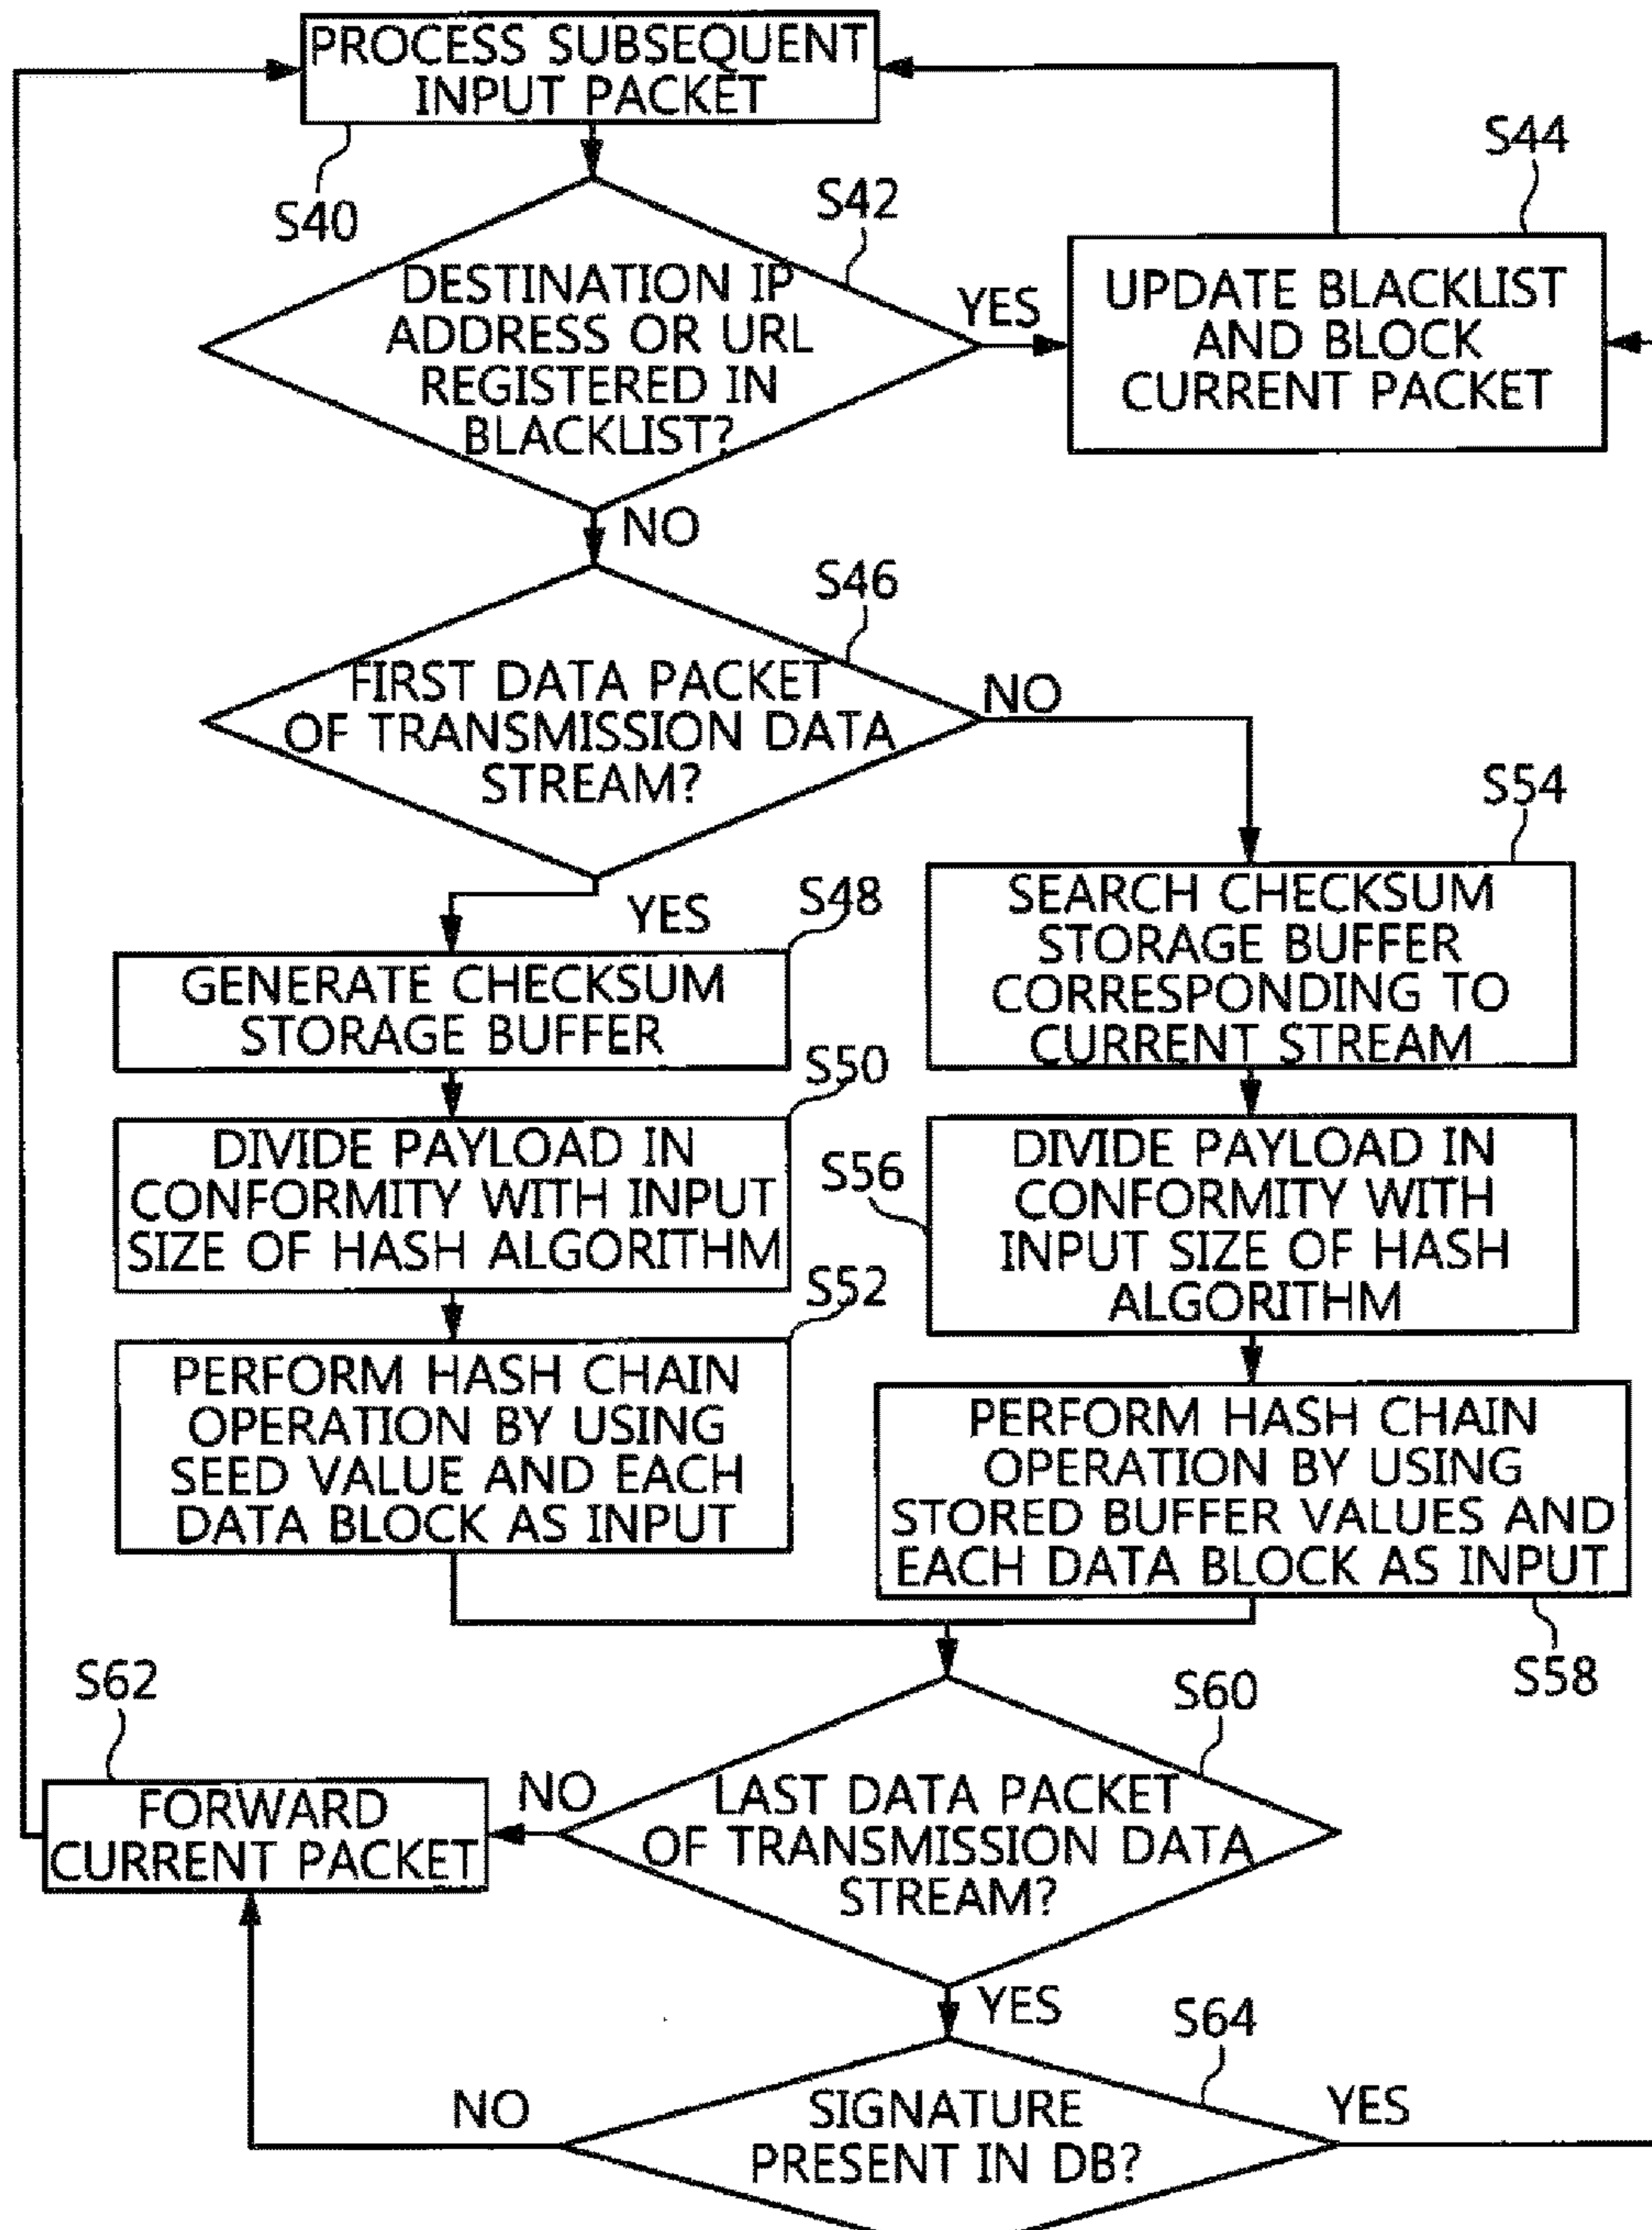 PROCESS SUBSEQUENT
INPUT PACKET
S40
S42
DESTINATION IP
ADDRESS OR URL
REGISTERED IN
BLACKLIST?
YES
S44
UPDATE BLACKLIST
AND BLOCK
CURRENT PACKET
NO
S46
FIRST DATA PACKET
OF TRANSMISSION DATA
STREAM?
NO
YES
S48
GENERATE CHECKSUM
STORAGE BUFFER
S50
DIVIDE PAYLOAD IN
CONFORMITY WITH INPUT
SIZE OF HASH ALGORITHM
S52
PERFORM HASH CHAIN
OPERATION BY USING
SEED VALUE AND EACH
DATA BLOCK AS INPUT
S54
SEARCH CHECKSUM
STORAGE BUFFER
CORRESPONDING TO
CURRENT STREAM
S56
DIVIDE PAYLOAD IN
CONFORMITY WITH
INPUT SIZE OF HASH
ALGORITHM
PERFORM HASH CHAIN
OPERATION BY USING
STORED BUFFER VALUES AND
EACH DATA BLOCK AS INPUT
S58
S60
LAST DATA PACKET
OF TRANSMISSION DATA
STREAM?
NO
S62
FORWARD
CURRENT PACKET
YES
S64
SIGNATURE
PRESENT IN DB?
NO
YES